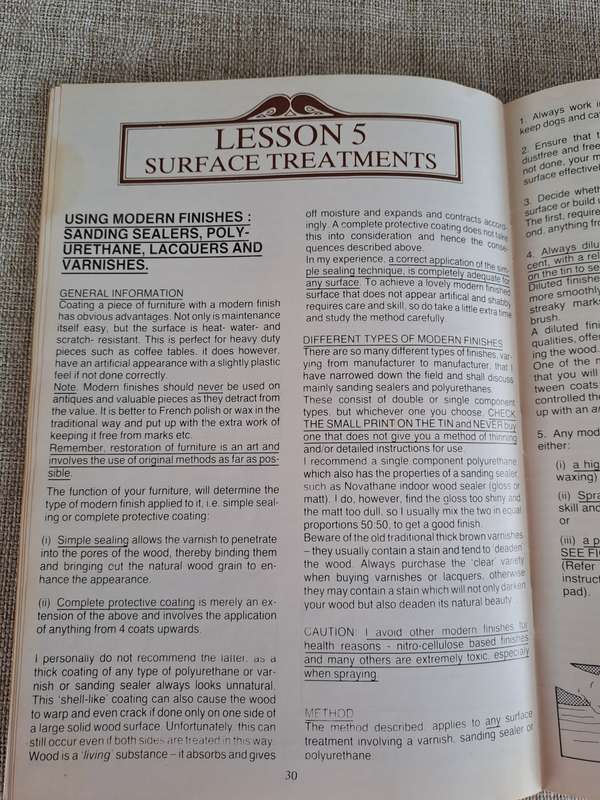 LESSON 5
SURFACE TREATMENTS
USING MODERN FINISHES :
SANDING SEALERS, POLY-
URETHANE, LACQUERS AND
VARNISHES.
GENERAL INFORMATION
Coating a piece of furniture with a modern finish
has obvious advantages. Not only is maintenance
itself easy, but the surface is heat- water- and
scratch- resistant. This is perfect for heavy duty
pieces such as coffee tables, it does however,
have an artificial appearance with a slightly plastic
feel if not done correctly.
Note. Modern finishes should never be used on
antiques and valuable pieces as they detract from
the value. It is better to French polish or wax in the
traditional way and put up with the extra work of
keeping it free from marks etc.
Remember, restoration of furniture is an art and
involves the use of original methods as far as pos-
sible.
The function of your furniture, will determine the
type of modern finish applied to it, i.e. simple seal-
ing or complete protective coating:
(i) Simple sealing allows the varnish to penetrate
into the pores of the wood, thereby binding them
and bringing out the natural wood grain to en-
hance the appearance.
(ii) Complete protective coating is merely an ex-
tension of the above and involves the application
of anything from 4 coats upwards.
I personally do not recommend the latter, as a
thick coating of any type of polyurethane or var-
nish or sanding sealer always looks unnatural.
This 'shell-like' coating can also cause the wood
to warp and even crack if done only on one side of
a large solid wood surface. Unfortunately, this can
still occur even if both sides are treated in this way.
Wood is a 'living' substance – it absorbs and gives
off moisture and expands and contracts accord-
ingly. A complete protective coating does not take
this into consideration and hence the conse-
quences described above.
In my experience, a correct application of the sim-
ple sealing technique, is completely adequate for
any surface. To achieve a lovely modern finished
surface that does not appear artifical and shabby
requires care and skill, so do take a little extra time
and study the method carefully.
DIFFERENT TYPES OF MODERN FINISHES
There are so many different types of finishes, var-
ying from manufacturer to manufacturer, that I
have narrowed down the field and shall discuss
mainly sanding sealers and polyurethanes.
These consist of double or single component
types, but whichever one you choose, CHECK
THE SMALL PRINT ON THE TIN and NEVER buy
one that does not give you a method of thinning
and/or detailed instructions for use.
I recommend a single component polyurethane
which also has the properties of a sanding sealer,
such as Novathane indoor wood sealer (gloss or
matt). I do, however, find the gloss too shiny and
the matt too dull, so I usually mix the two in equal
proportions 50:50, to get a good finish.
Beware of the old traditional thick brown varnishes
– they usually contain a stain and tend to 'deaden'
the wood. Always purchase the 'clear' variety
when buying varnishes or lacquers, otherwise
they may contain a stain which will not only darken
your wood but also deaden its natural beauty.
CAUTION: I avoid other modern finishes for
health reasons - nitro-cellulose based finishes
and many others are extremely toxic, especially
when spraying.
METHOD
The method described, applies to any surface
treatment involving a varnish, sanding sealer or
polyurethane.
30
1. Always work
keep dogs and
2. Ensure that
dustfree and free
not done, your
surface effectively
3. Decide whether
surface or build
The first, require
ond, anything from
4. Always
cent, with a
on the tin to
Diluted finishes
more smoothly
streaky marks
brush.
A diluted
qualities,
ing the wood.
One of the
that you will
tween coats
controlled the
up with an
5. Any
either:
(i) a
waxing)
(ii)
skill and
or
(iii) a
SEE
(Refer
pad).